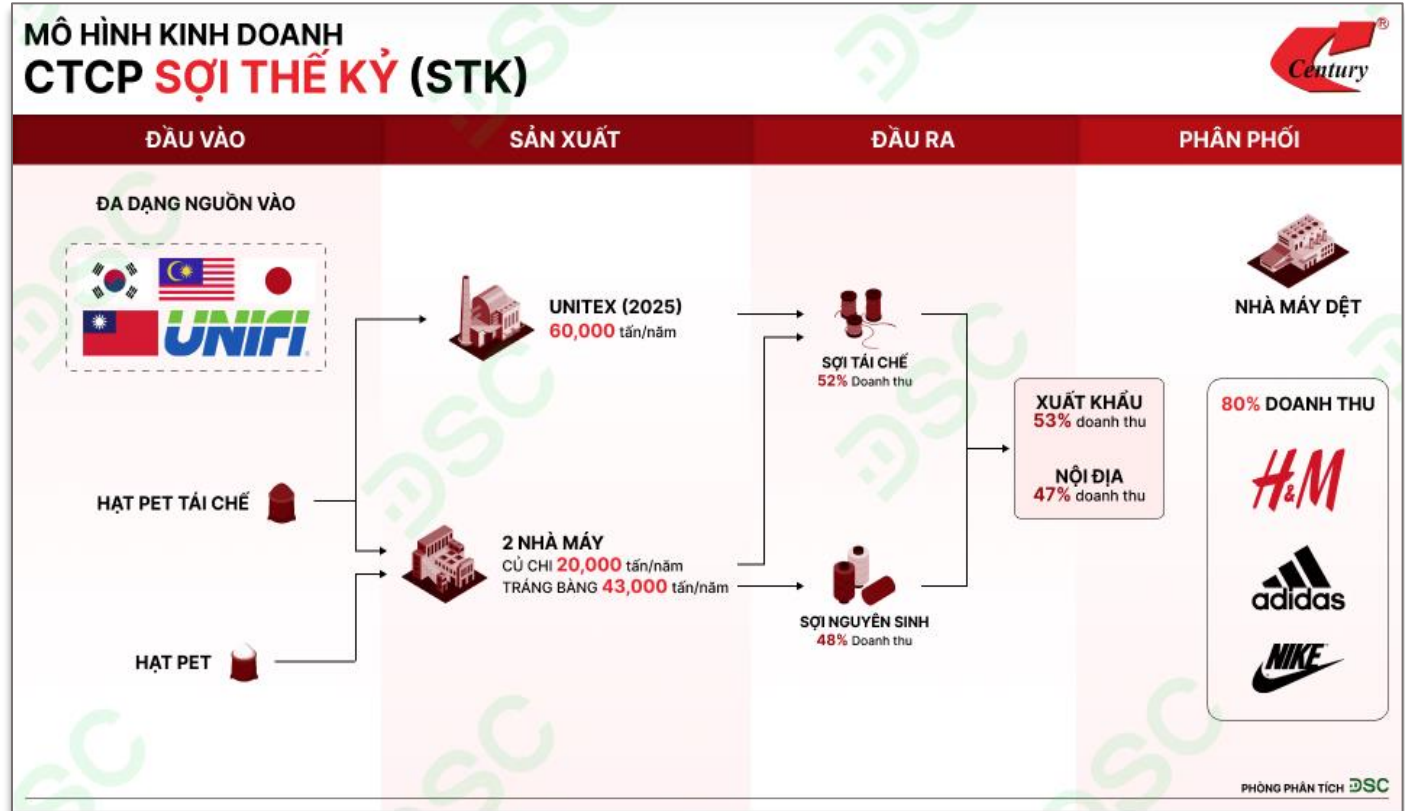 MÔ HÌNH KINH DOANH
CTCP SỢI THẾ KỶ (STK)
Century
®
ĐẦU VÀO
SẢN XUẤT
ĐẦU RA
PHÂN PHỐI
ĐA DẠNG NGUỒN VÀO
UNIFI
HẠT PET TÁI CHẾ
HẠT PET
UNITEX (2025)
60,000 tấn/năm
2 NHÀ MÁY
CỦ CHI 20,000 tấn/năm
TRÁNG BÀNG 43,000 tấn/năm
SỢI TÁI CHẾ
52% Doanh thu
SỢI NGUYÊN SINH
48% Doanh thu
XUẤT KHẨU
53% doanh thu
NỘI ĐỊA
47% doanh thu
NHÀ MÁY DỆT
80% DOANH THU
H&M
adidas
NIKE
PHÒNG PHÂN TÍCH DSC